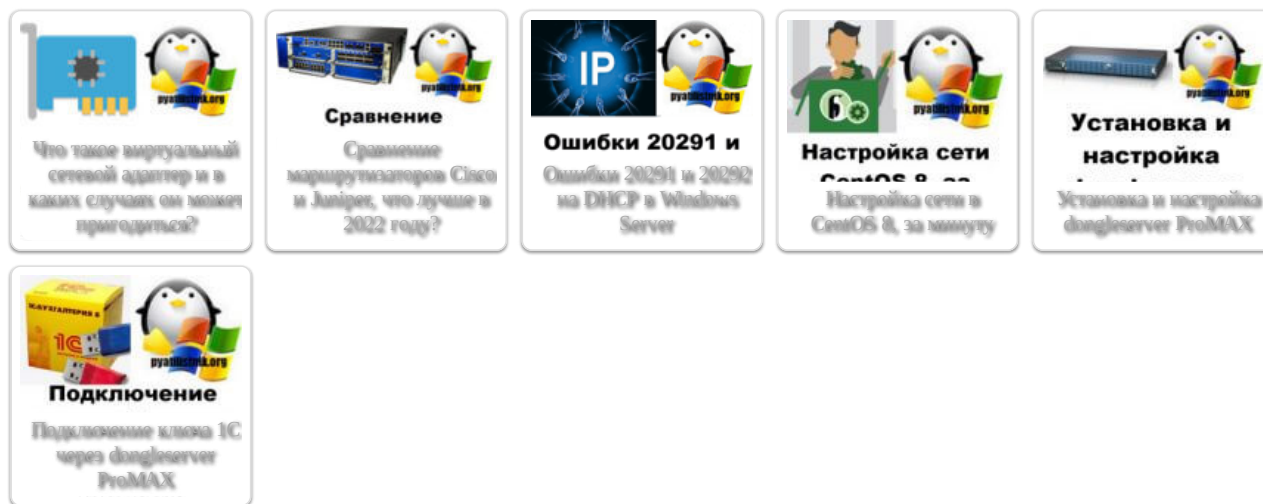 pyatilistnik.org
Что такое виртуальный
сетевой адаптер и в
каких случаях он может
пригодиться?
pyatilistnik.org
Сравнение
Сравнение
маршрутизаторов Cisco
и Juniper, что лучше в
2022 году?
IP
pyatilistnik.org
Ошибки 20291 и
Ошибки 20291 и 20292
на DHCP в Windows
Server
pyatilistnik.org
Настройка сети
CentOS 8, за
Настройка сети в
CentOS 8, за минуту
pyatilistnik.org
Установка и
настройка
Установка и настройка
dongleserver ProMAX
1С
pyatilistnik.org
Подключение
Подключение ключа 1С
через dongleserver
ProMAX